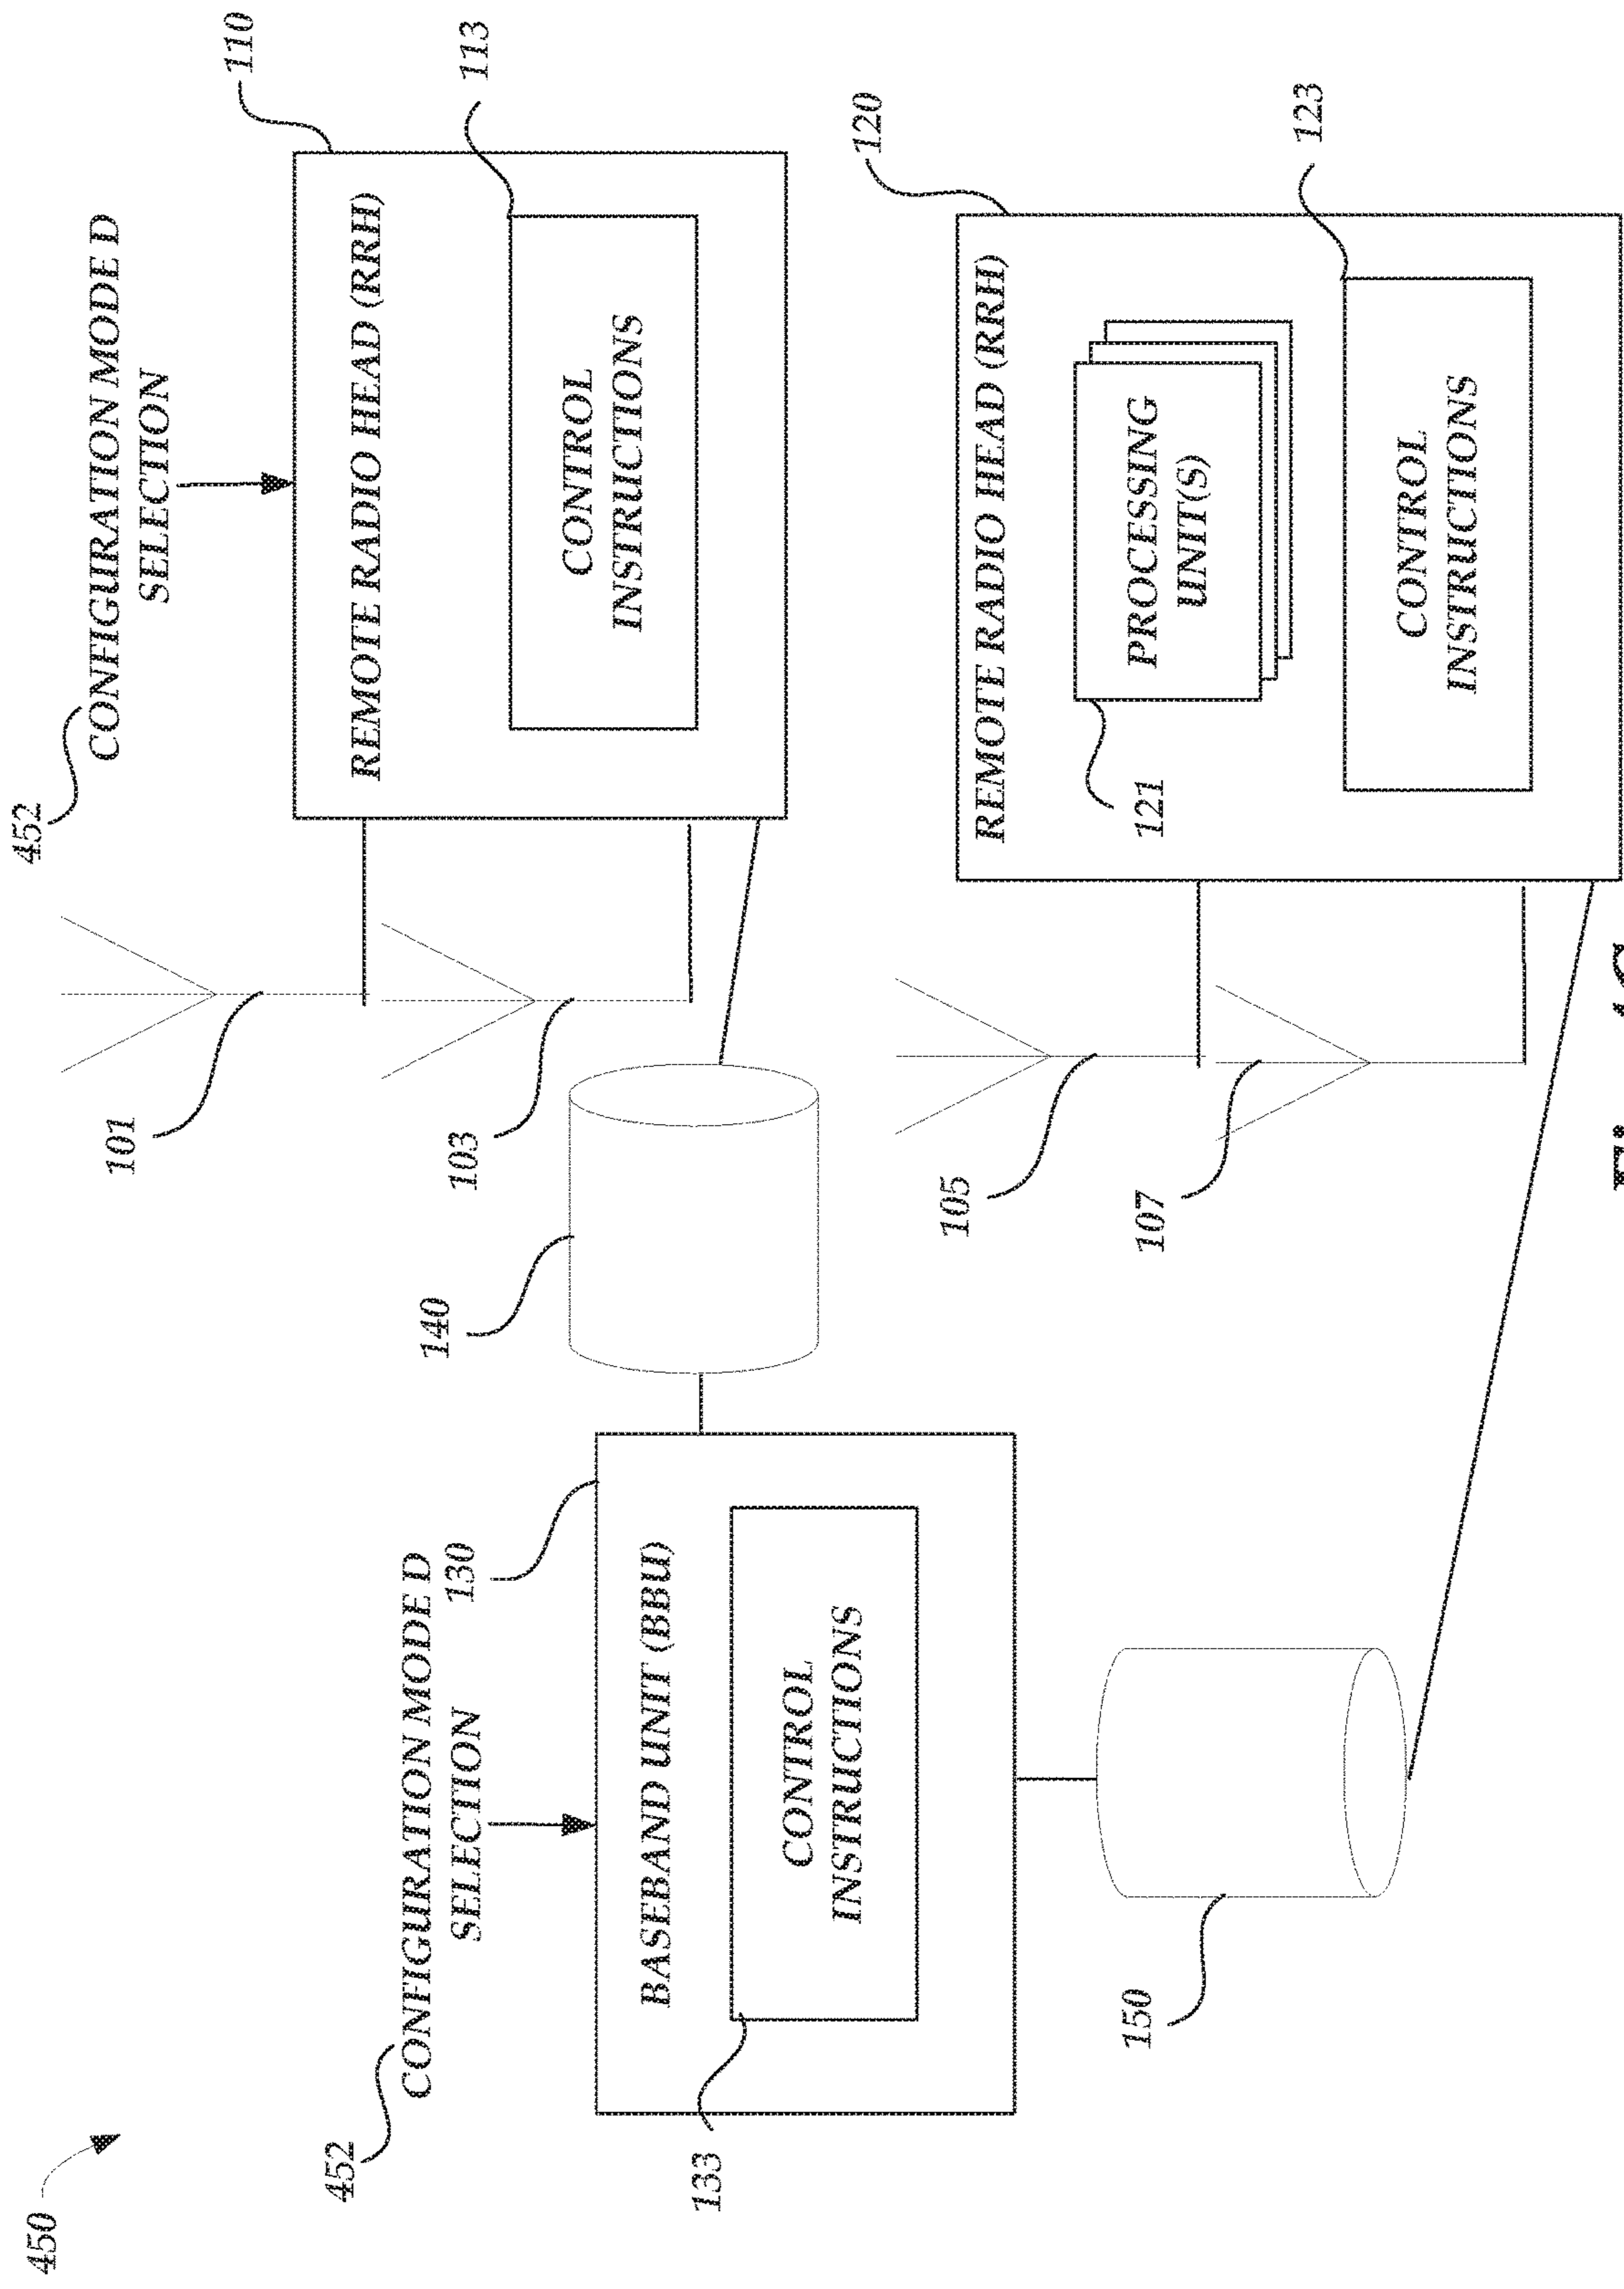 450
452
CONFIGURATION MODE D
SELECTION
110
101
REMOTE RADIO HEAD (RRH)
113
CONTROL
INSTRUCTIONS
452
CONFIGURATION MODE D
SELECTION
130
140
103
BASEBAND UNIT (BBU)
133
CONTROL
INSTRUCTIONS
120
105
REMOTE RADIO HEAD (RRH)
PROCESSING
UNIT(S)
121
107
150
123
CONTROL
INSTRUCTIONS